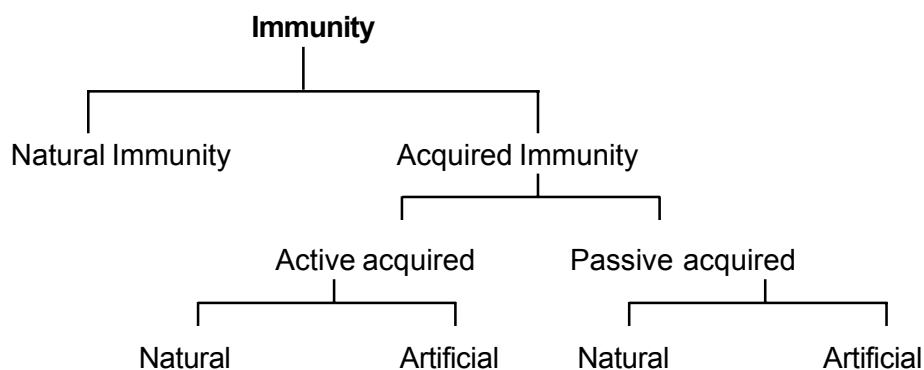 Immunity
Natural Immunity Acquired Immunity
Active acquired Passive acquired
Natural Artificial Natural Artificial